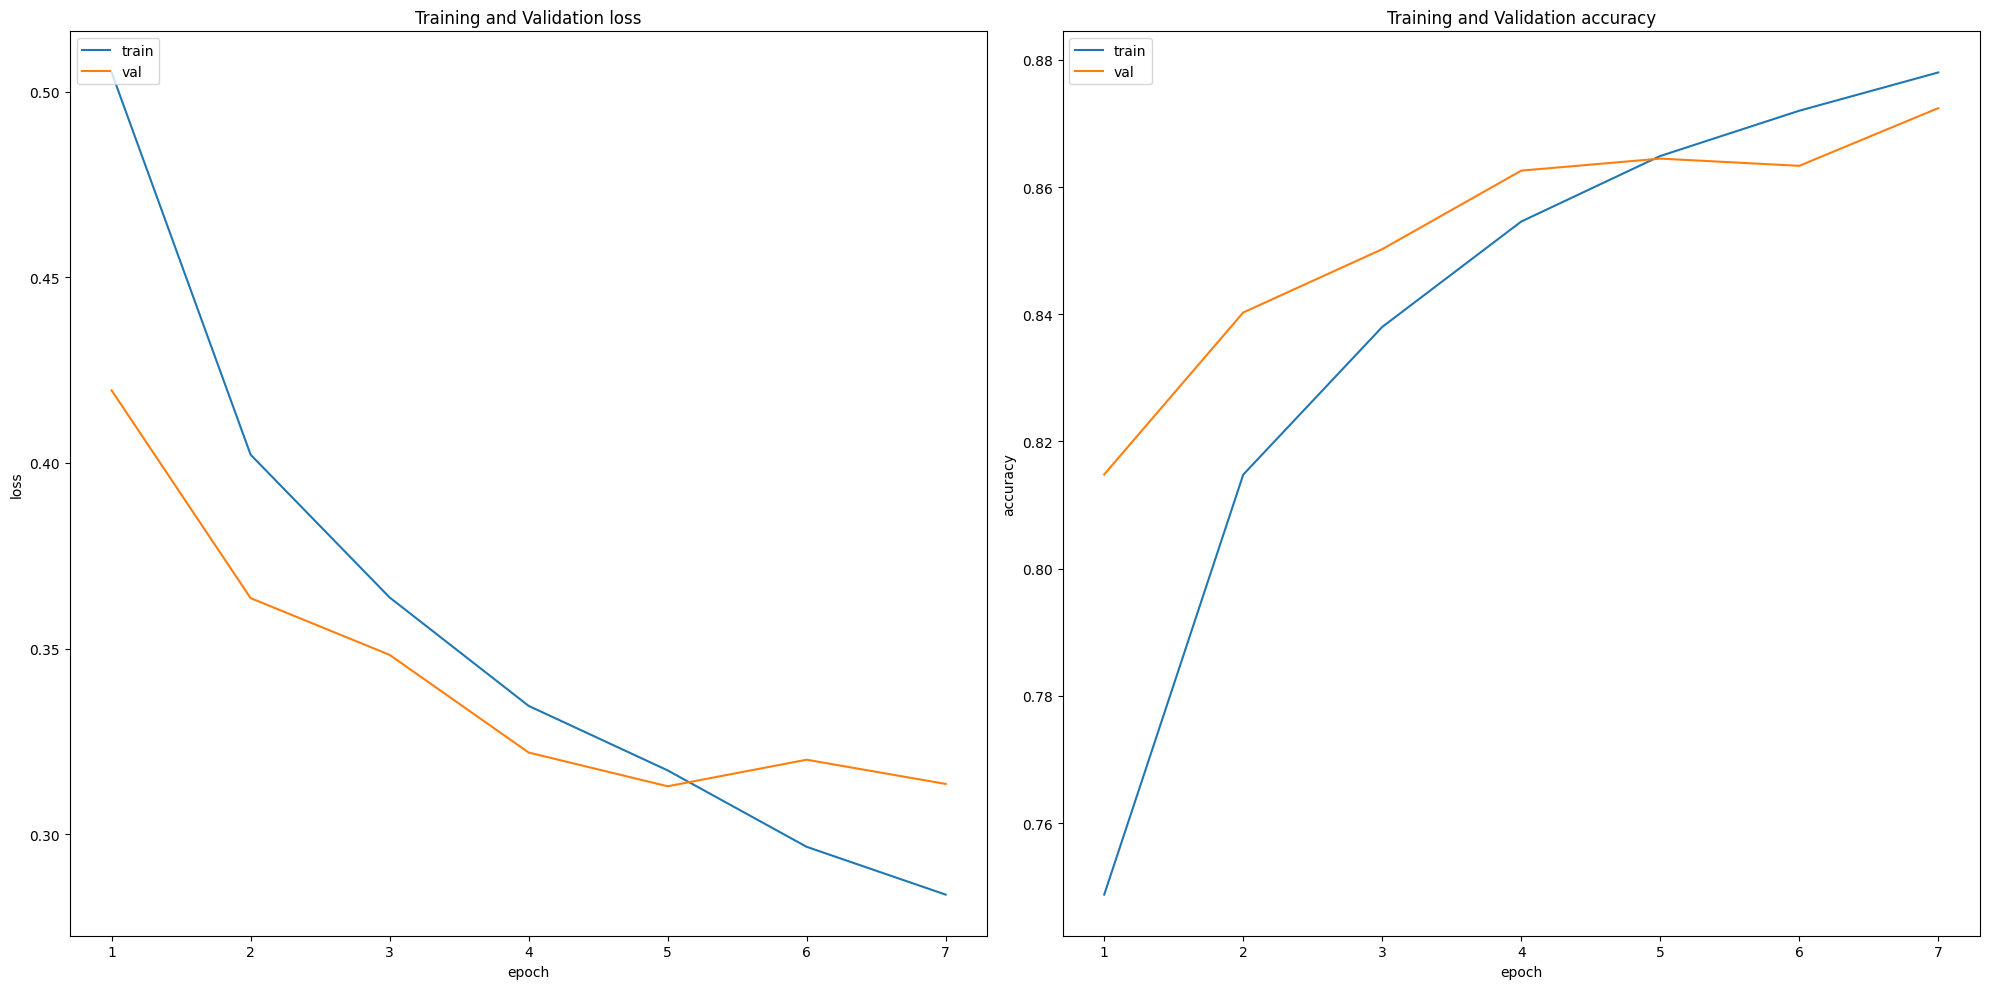 Training and Validation loss
train
val
0.50
0.45
0.40
0.35
0.30
loss
1 2 3 4 5 6 7
epoch
Training and Validation accuracy
train
val
0.88
0.86
0.84
0.82
0.80
0.78
0.76
accuracy
1 2 3 4 5 6 7
epoch